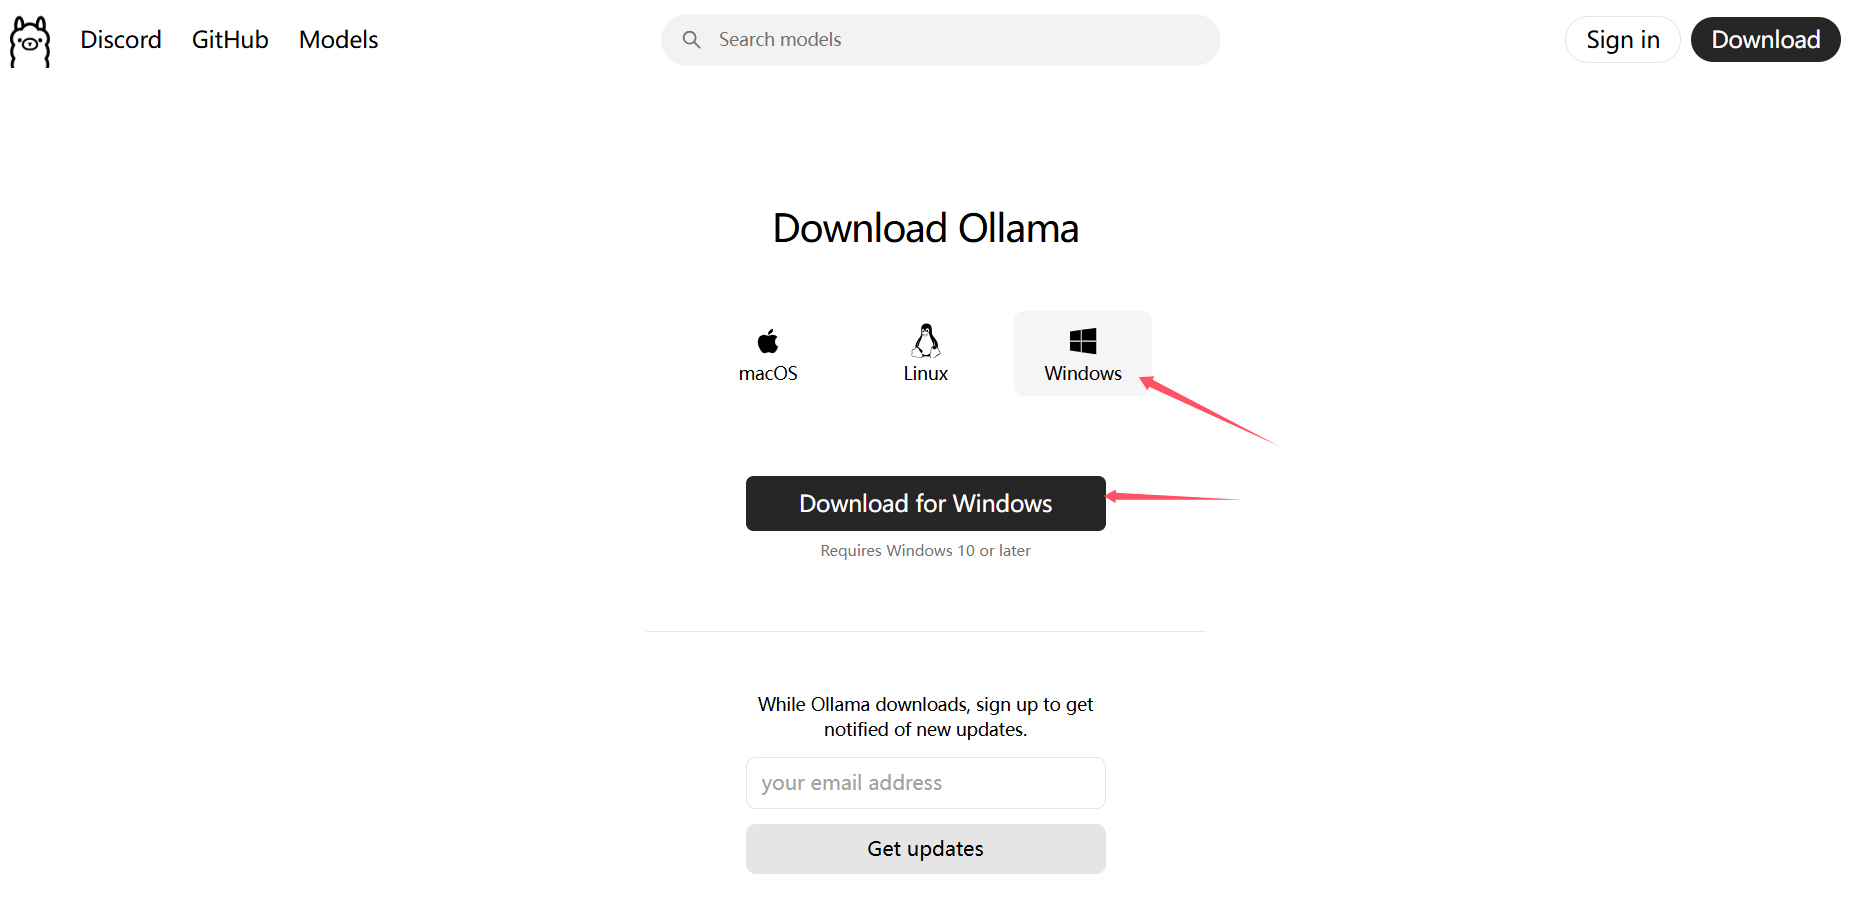 Discord GitHub Models Search models Sign in Download
Download Ollama
macOS Linux Windows
Download for Windows
Requires Windows 10 or later
While Ollama downloads, sign up to get
notified of new updates.
your email address
Get updates